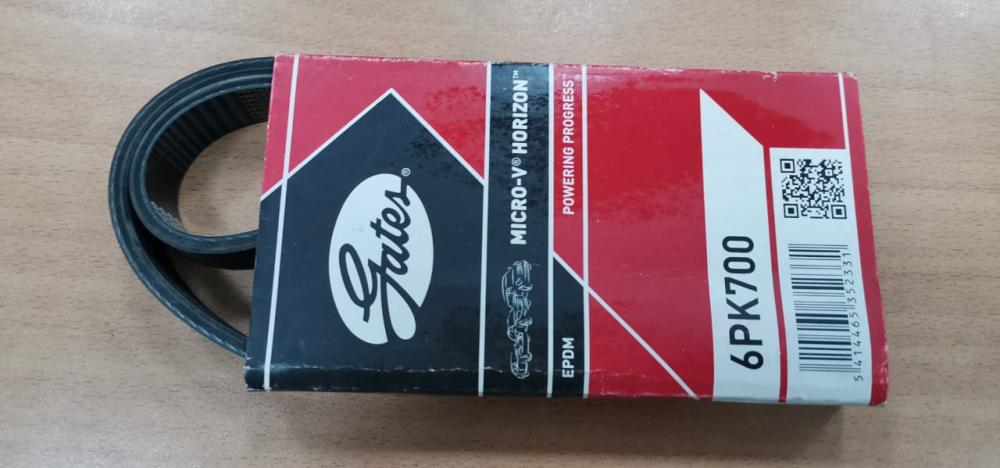 Gates®
MICRO-V® HORIZON™
EPDM
POWERING PROGRESS™
6PK700
5 414465 352331